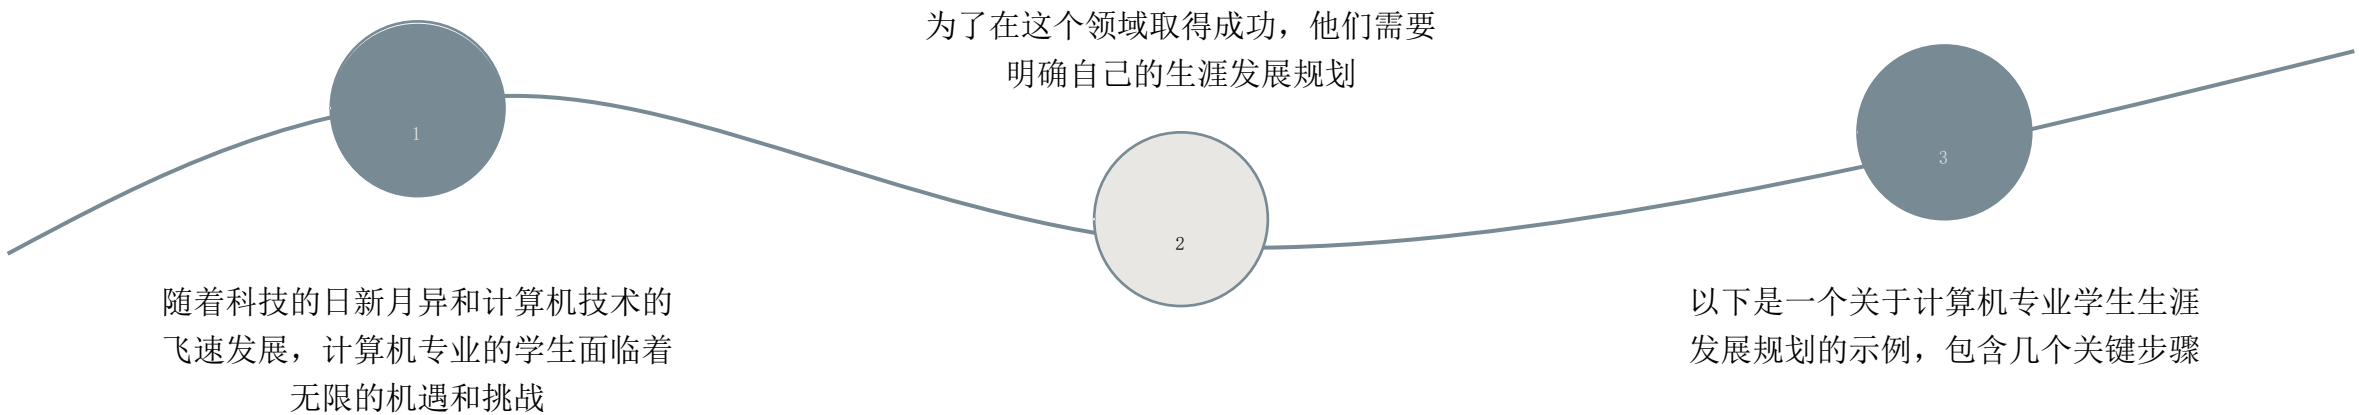 1
随着科技的日新月异和计算机技术的
飞速发展，计算机专业的学生面临着
无限的机遇和挑战
为了在这个领域取得成功，他们需要
明确自己的生涯发展规划
2
3
以下是一个关于计算机专业学生生涯
发展规划的示例，包含几个关键步骤